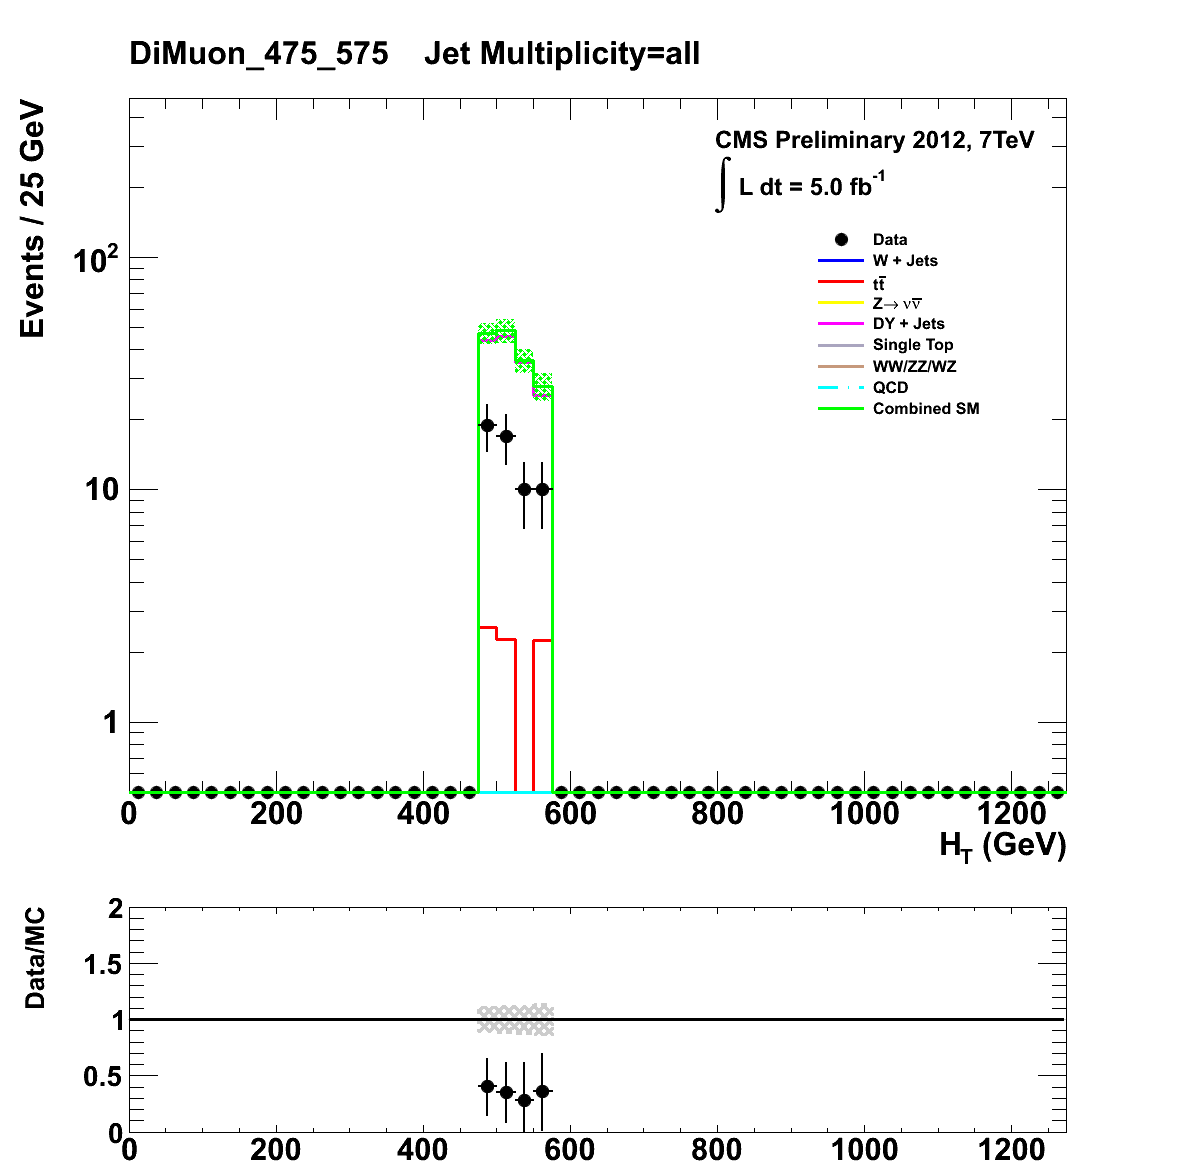 DiMuon_475_575 Jet Multiplicity=all
Events / 25 GeV
CMS Preliminary 2012, 7TeV
∫ L dt = 5.0 fb⁻¹
Data
W + Jets
tt̅
Z→ νν̅
DY + Jets
Single Top
WW/ZZ/WZ
QCD
Combined SM
10²
10
1
0 200 400 600 800 1000 1200
H_T (GeV)
Data/MC
2
1.5
1
0.5
0
0 200 400 600 800 1000 1200